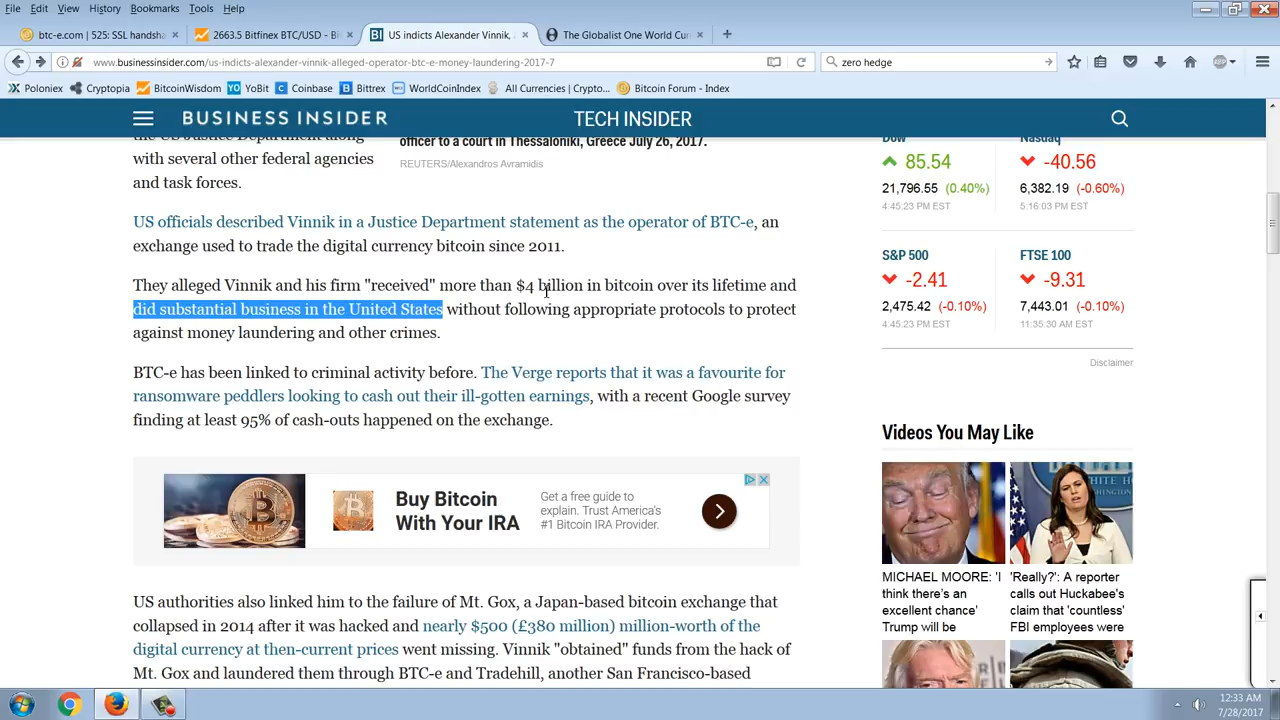 File Edit View History Bookmarks Tools Help
btc-e.com | 525: SSL handsha × 2663.5 Bitfinex BTC/USD - Bi × BI US indicts Alexander Vinnik, × The Globalist One World Cur × +
www.businessinsider.com/us-indicts-alexander-vinnik-alleged-operator-btc-e-money-laundering-2017-7 zero hedge
Poloniex Cryptopia BitcoinWisdom YO YoBit C Coinbase Bittrex WorldCoinIndex All Currencies | Crypto... Bitcoin Forum - Index
BUSINESS INSIDER TECH INSIDER
the US Justice Department along
with several other federal agencies
and task forces.
officer to a court in Thessaloniki, Greece July 26, 2017.
REUTERS/Alexandros Avramidis
US officials described Vinnik in a Justice Department statement as the operator of BTC-e, an
exchange used to trade the digital currency bitcoin since 2011.
They alleged Vinnik and his firm "received" more than $4 billion in bitcoin over its lifetime and
did substantial business in the United States without following appropriate protocols to protect
against money laundering and other crimes.
BTC-e has been linked to criminal activity before. The Verge reports that it was a favourite for
ransomware peddlers looking to cash out their ill-gotten earnings, with a recent Google survey
finding at least 95% of cash-outs happened on the exchange.
Buy Bitcoin
With Your IRA
Get a free guide to
explain. Trust America's
#1 Bitcoin IRA Provider.
US authorities also linked him to the failure of Mt. Gox, a Japan-based bitcoin exchange that
collapsed in 2014 after it was hacked and nearly $500 (£380 million) million-worth of the
digital currency at then-current prices went missing. Vinnik "obtained" funds from the hack of
Mt. Gox and laundered them through BTC-e and Tradehill, another San Francisco-based
Dow Nasdaq
85.54 -40.56
21,796.55 (0.40%) 6,382.19 (-0.60%)
4:45:23 PM EST 5:16:03 PM EST
S&P 500 FTSE 100
-2.41 -9.31
2,475.42 (-0.10%) 7,443.01 (-0.10%)
4:45:23 PM EST 11:35:30 AM EST
Disclaimer
Videos You May Like
MICHAEL MOORE: 'I
think there's an
excellent chance'
Trump will be
'Really?': A reporter
calls out Huckabee's
claim that 'countless'
FBI employees were
12:33 AM
7/28/2017